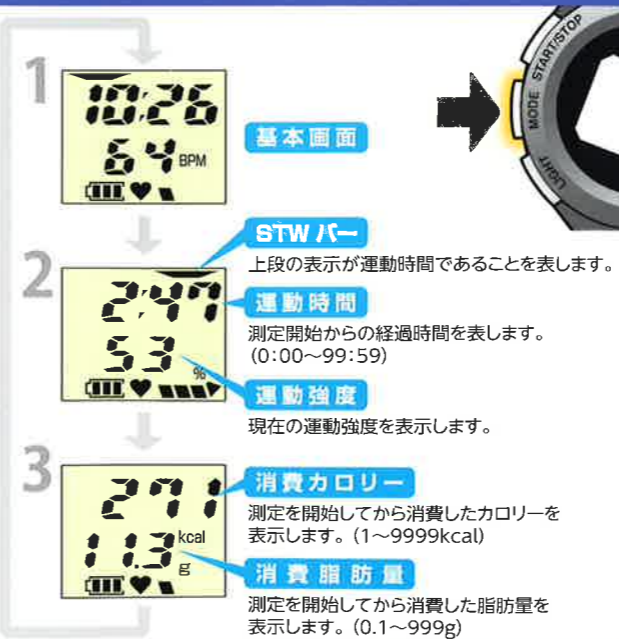 1
10:26
64 BPM
基本画面
START/STOP
MODE
LIGHT
STW バー
上段の表示が運動時間であることを表します。
2
2:47
53
%
運動時間
測定開始からの経過時間を表します。
(0:00～99:59)
運動強度
現在の運動強度を表示します。
3
271
kcal
11.3
g
消費カロリー
測定を開始してから消費したカロリーを
表示します。(1～9999kcal)
消費脂肪量
測定を開始してから消費した脂肪量を
表示します。(0.1～999g)